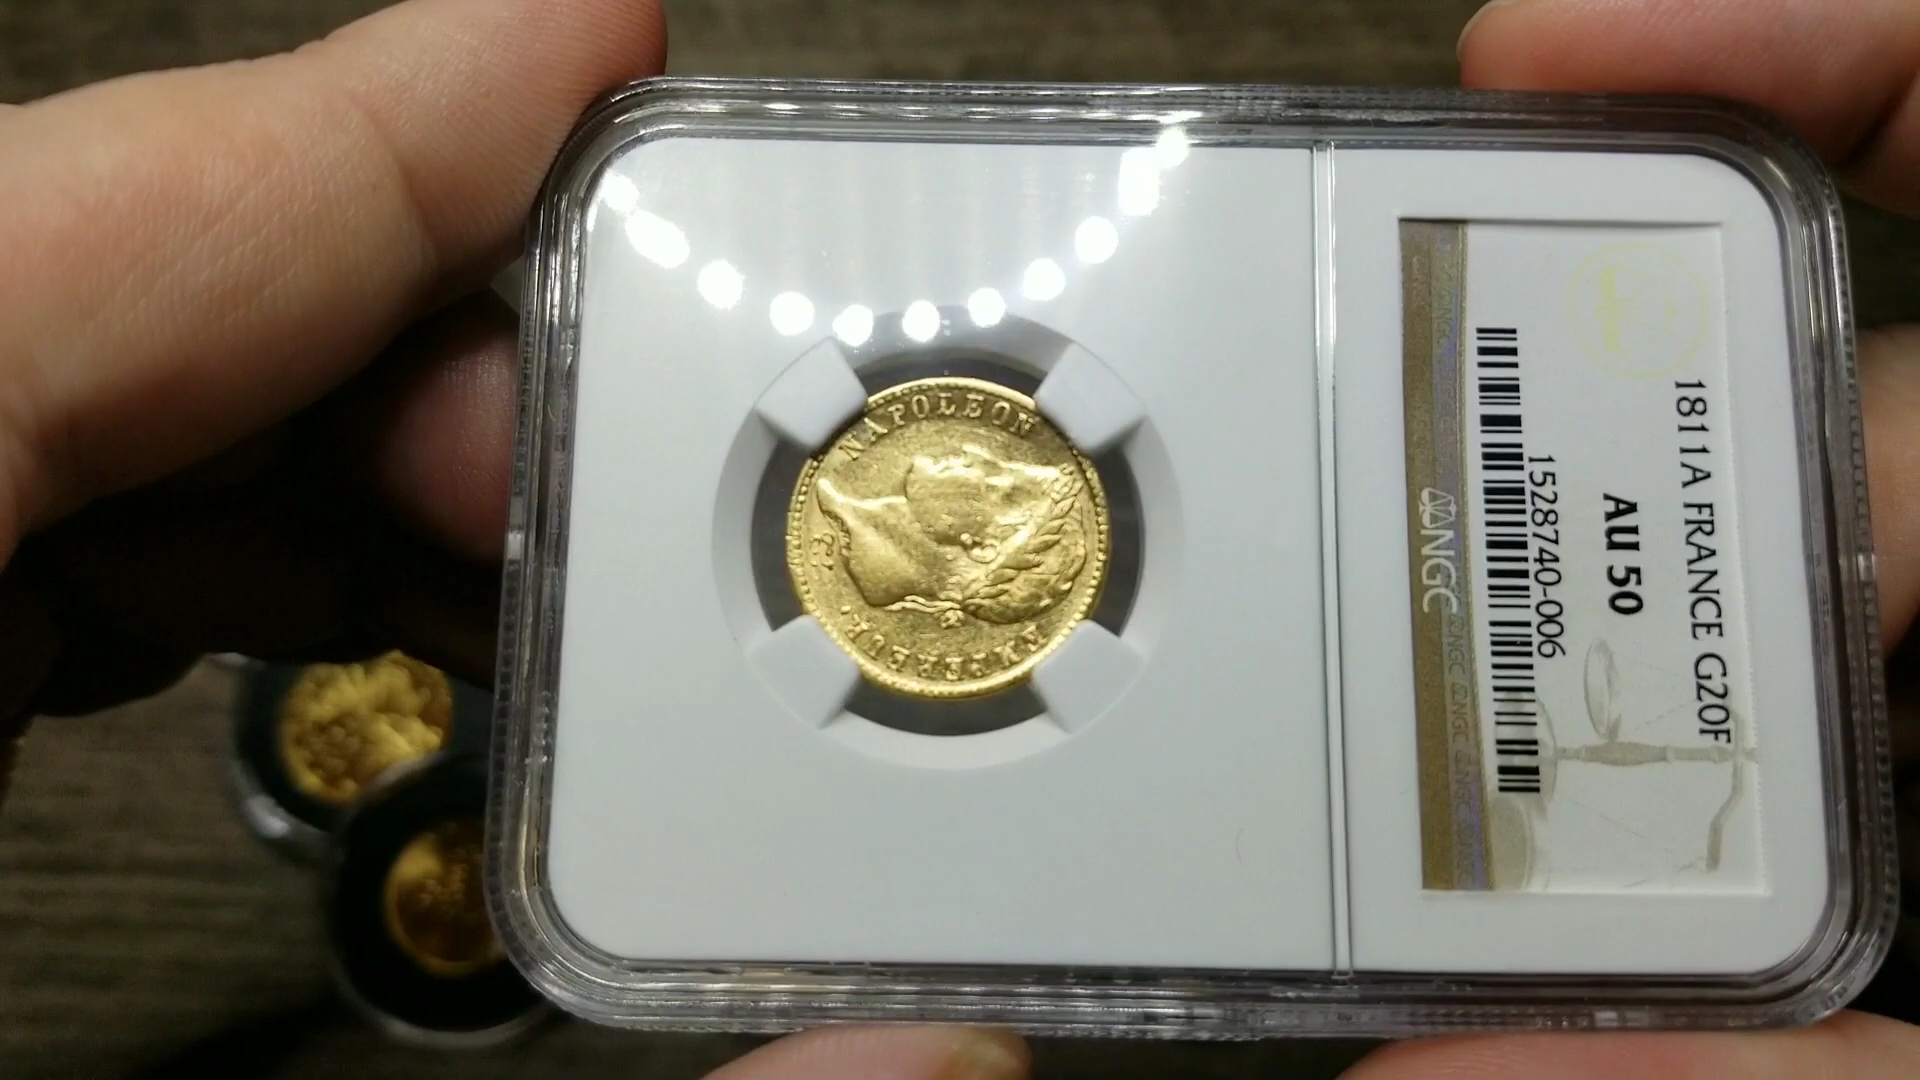 1811A FRANCE G20F
AU 50
1528740-006
NGC
NAPOLEON
EMPEREUR.